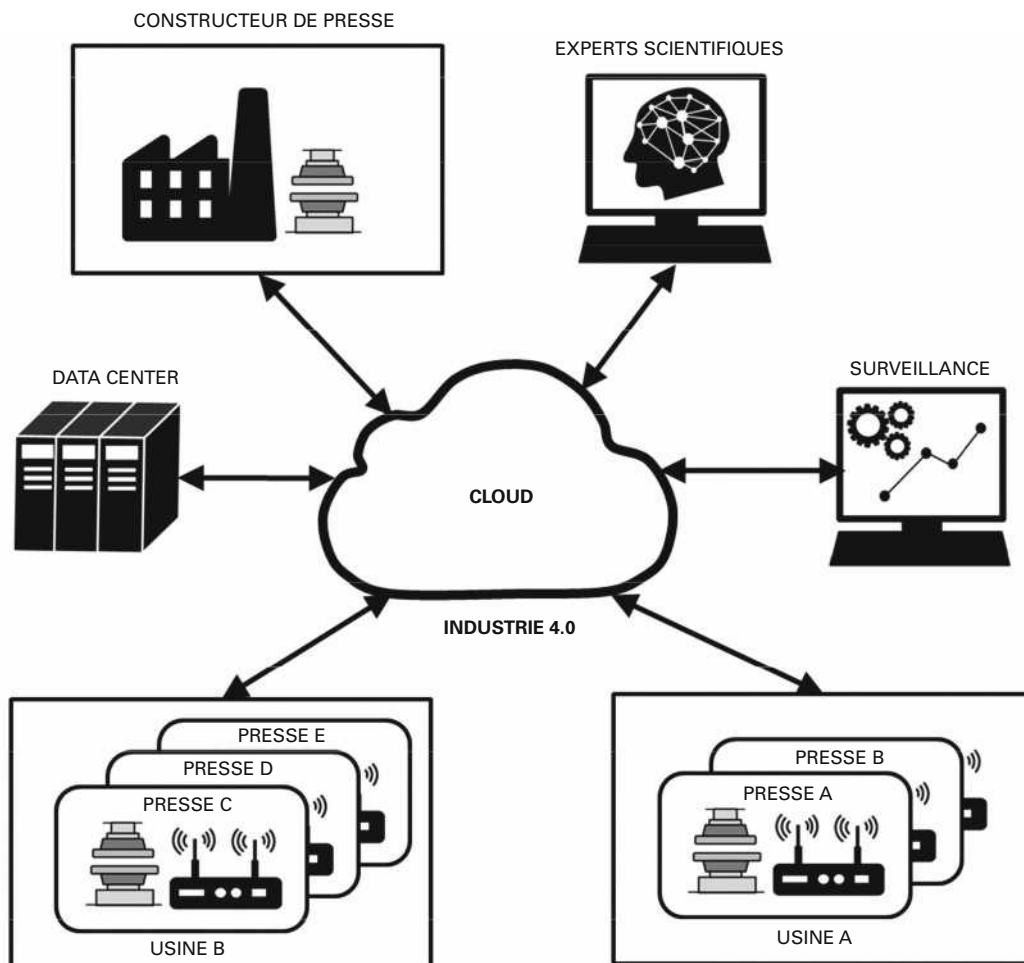 CONSTRUCTEUR DE PRESSE
EXPERTS SCIENTIFIQUES
DATA CENTER
SURVEILLANCE
CLOUD
INDUSTRIE 4.0
PRESSE E
PRESSE D
PRESSE C
USINE B
PRESSE B
PRESSE A
USINE A